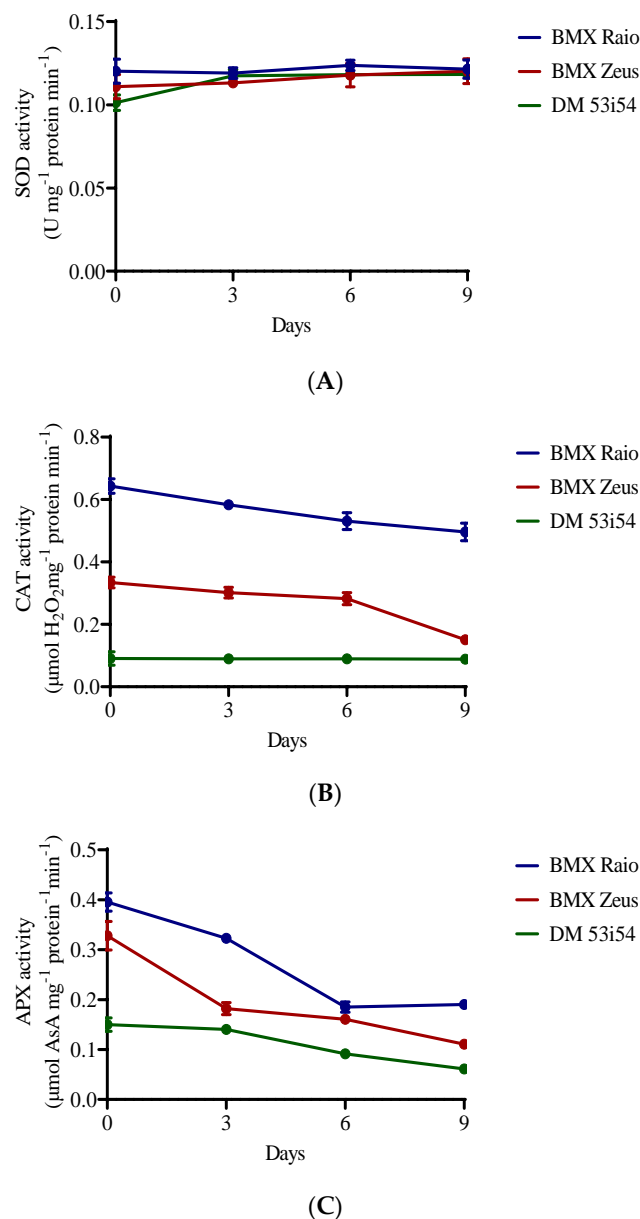 0.15
0.10
0.05
0.00
SOD activity
(U mg⁻¹ protein min⁻¹)
0
3
6
9
Days
BMX Raio
BMX Zeus
DM 53i54
(A)
0.8
0.6
0.4
0.2
0.0
CAT activity
(µmol H₂O₂mg⁻¹ protein min⁻¹)
0
3
6
9
Days
BMX Raio
BMX Zeus
DM 53i54
(B)
0.5
0.4
0.3
0.2
0.1
0.0
APX activity
(µmol AsA mg⁻¹ protein⁻¹min⁻¹)
0
3
6
9
Days
BMX Raio
BMX Zeus
DM 53i54
(C)